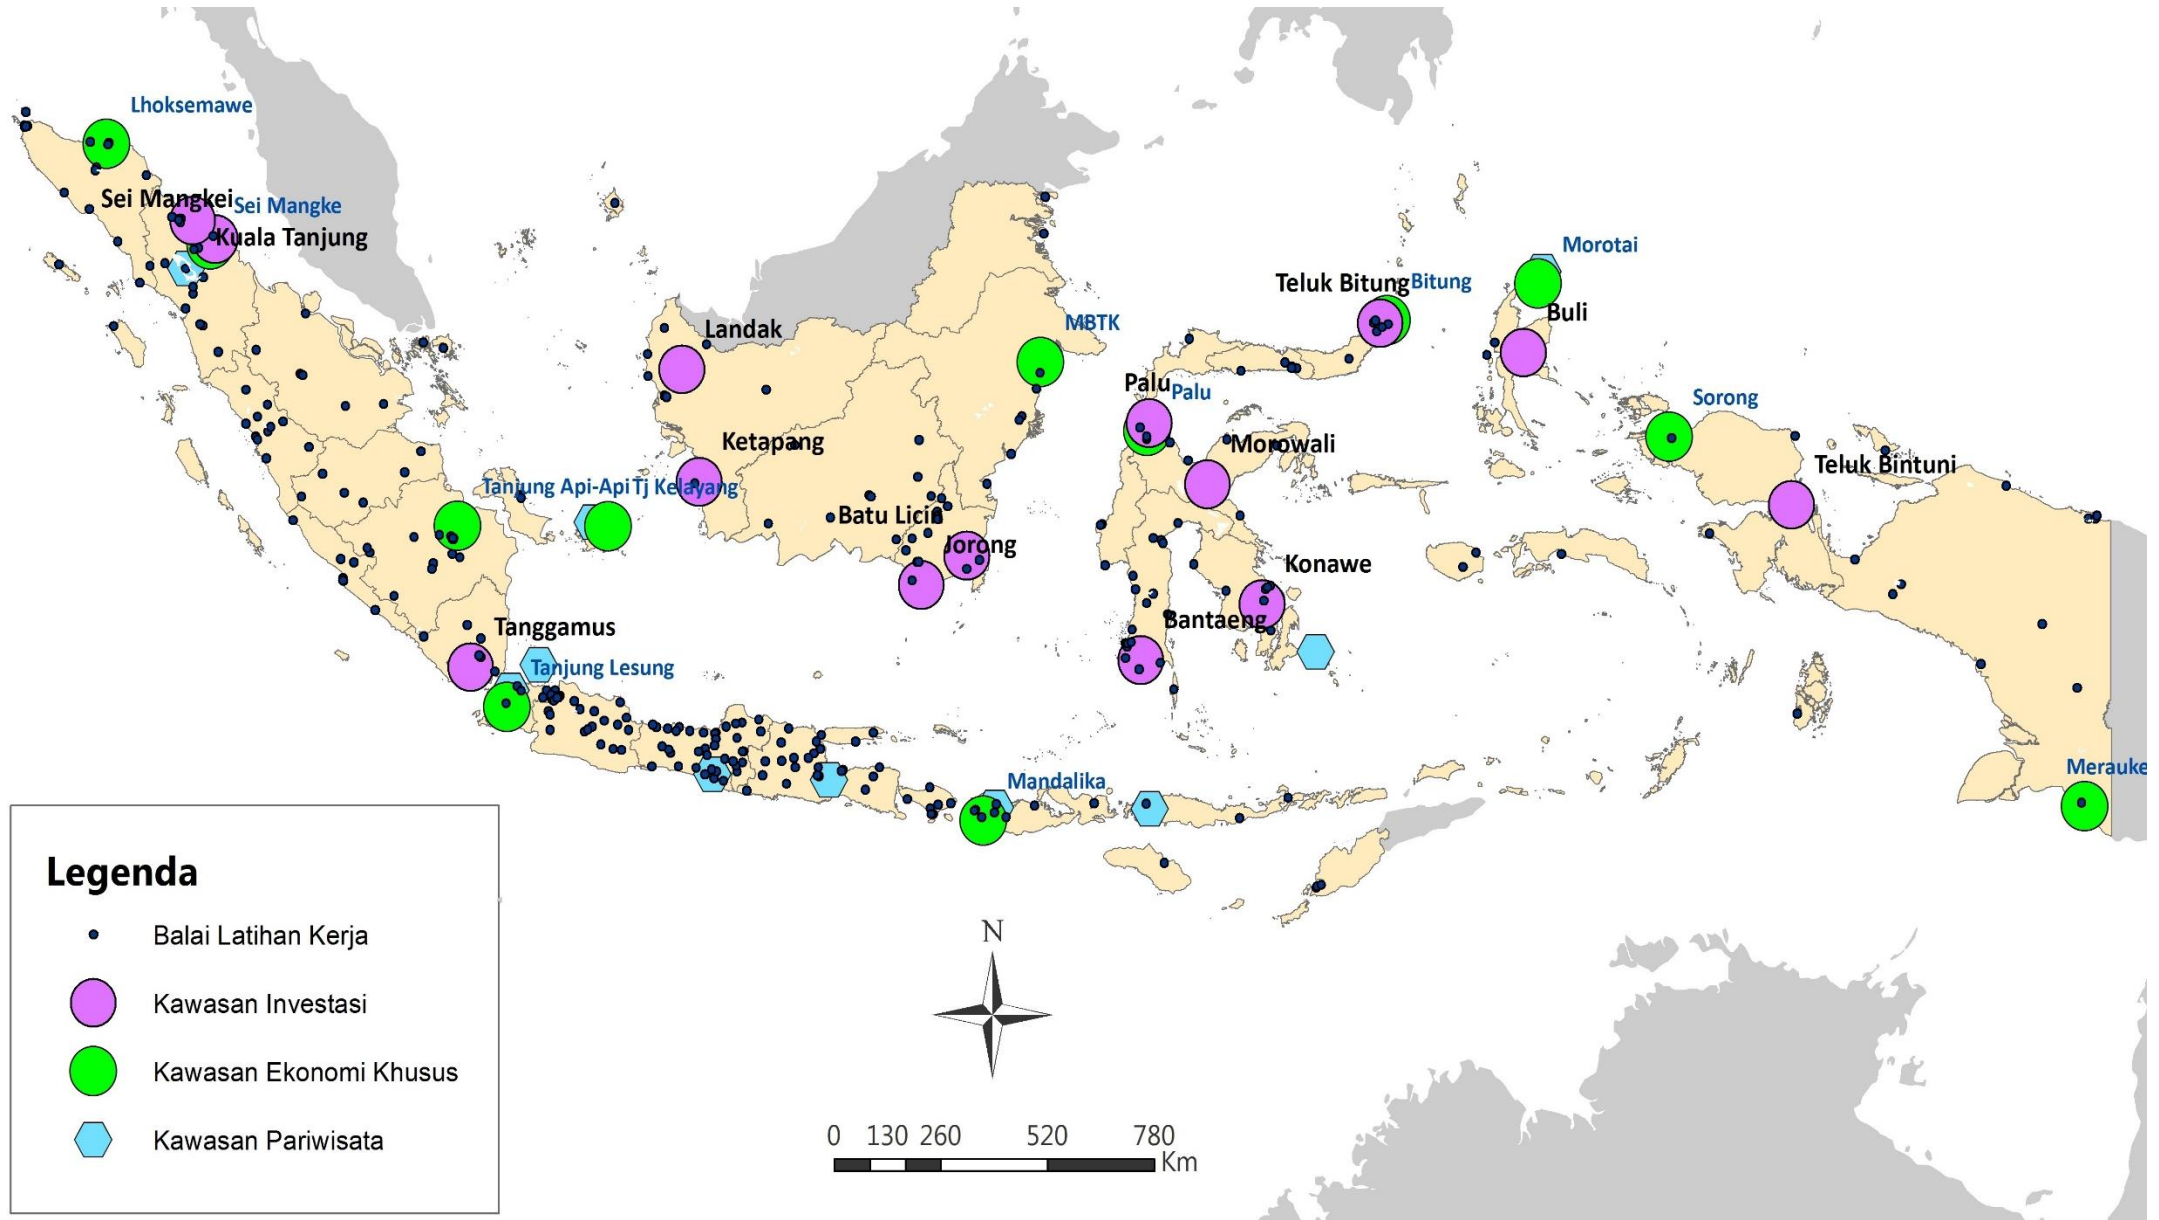 Lhoksemawe
Sei Mangkei
Sei Mangke
Kuala Tanjung
Morotai
Teluk Bitung
Bitung
Buli
Landak
MBTK
Palu
Palu
Sorong
Ketapang
Morowali
Teluk Bintuni
Tanjung Api-Api
Tj Kelayang
Batu Licin
Jorong
Konawe
Tanggamus
Bantaeng
Tanjung Lesung
Mandalika
Merauke
Legenda
Balai Latihan Kerja
Kawasan Investasi
Kawasan Ekonomi Khusus
Kawasan Pariwisata
N
0 130 260 520 780
Km